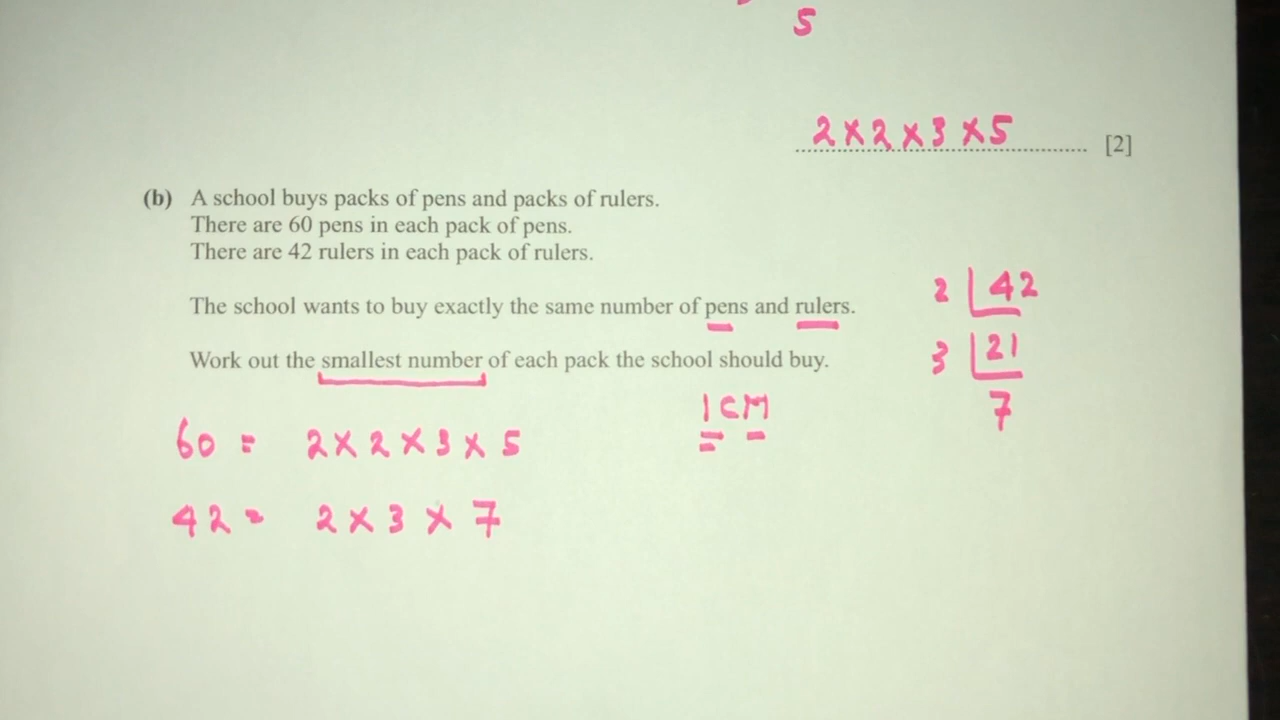 5
2 × 2 × 3 × 5 [2]
(b) A school buys packs of pens and packs of rulers.
There are 60 pens in each pack of pens.
There are 42 rulers in each pack of rulers.
The school wants to buy exactly the same number of pens and rulers.
Work out the smallest number of each pack the school should buy.
2 42
3 21
7
LCM
60 = 2 × 2 × 3 × 5
42 = 2 × 3 × 7